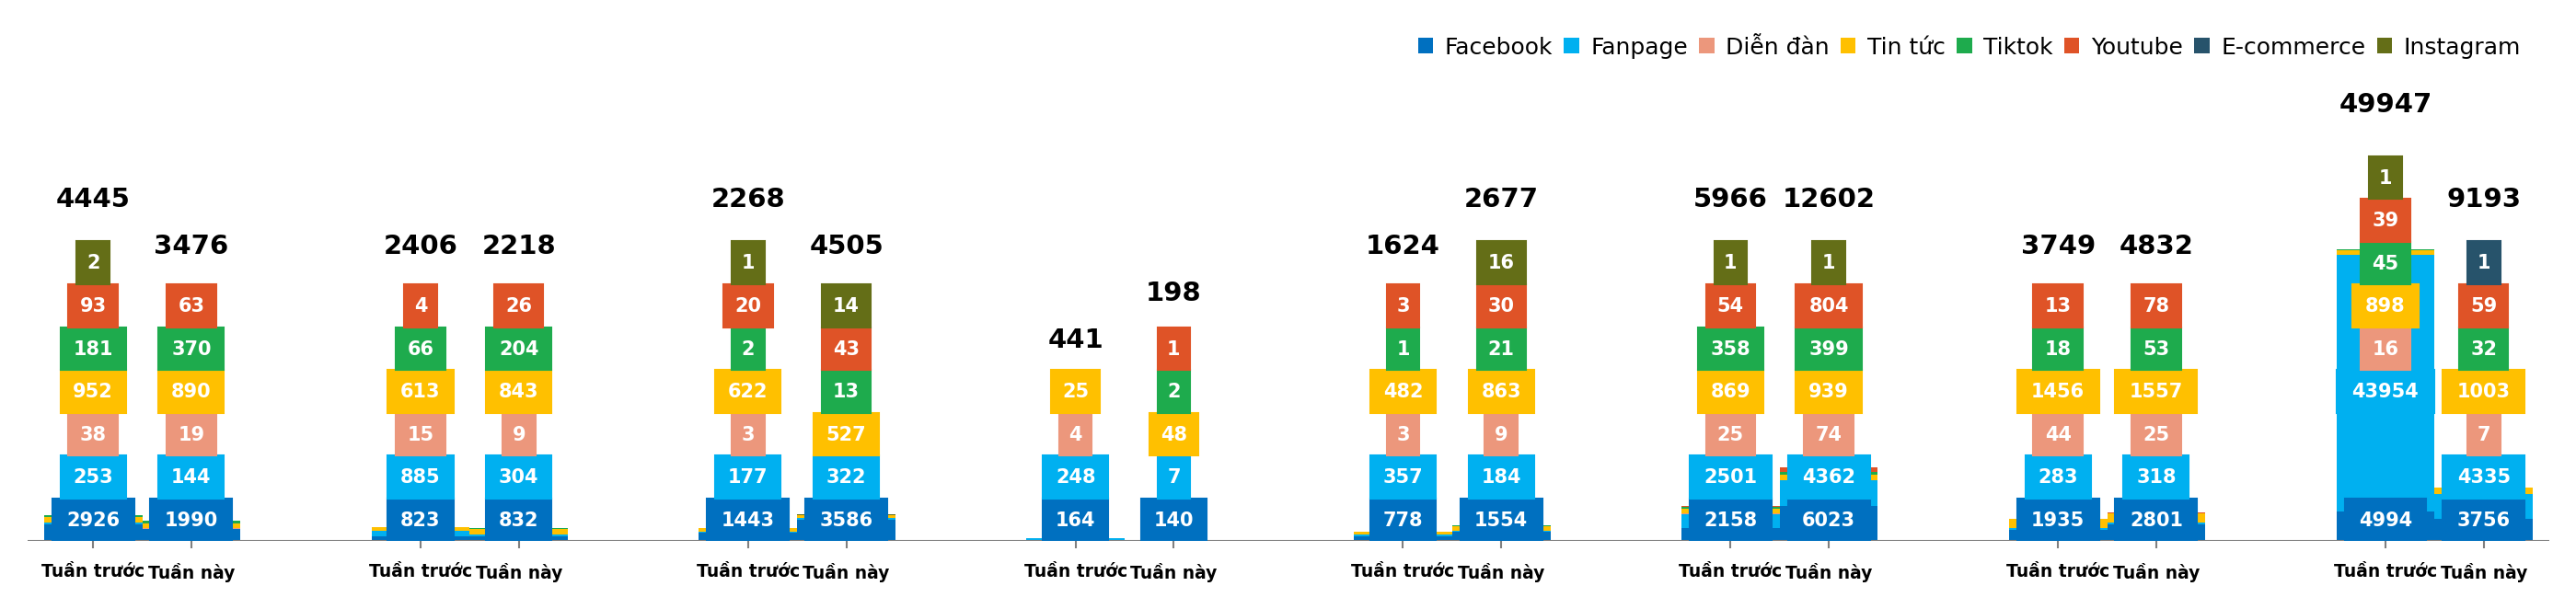 Facebook Fanpage Diễn đàn Tin tức Tiktok Youtube E-commerce Instagram
49947
4445 2268 2677 5966 12602 9193
3476 2406 2218 4505 1624 3749 4832
198
441
1
2 1 16 1 1 39 1
93 63 4 26 20 14 3 30 54 804 13 78 45 59
181 370 66 204 2 43 1 1 21 358 399 18 53 898 32
952 890 613 843 622 13 25 2 482 863 869 939 1456 1557 16 1003
38 19 15 9 3 527 4 48 3 9 25 74 44 25 43954 7
253 144 885 304 177 322 248 7 357 184 2501 4362 283 318 4335
2926 1990 823 832 1443 3586 164 140 778 1554 2158 6023 1935 2801 4994 3756
Tuần trước Tuần này Tuần trước Tuần này Tuần trước Tuần này Tuần trước Tuần này Tuần trước Tuần này Tuần trước Tuần này Tuần trước Tuần này Tuần trước Tuần này